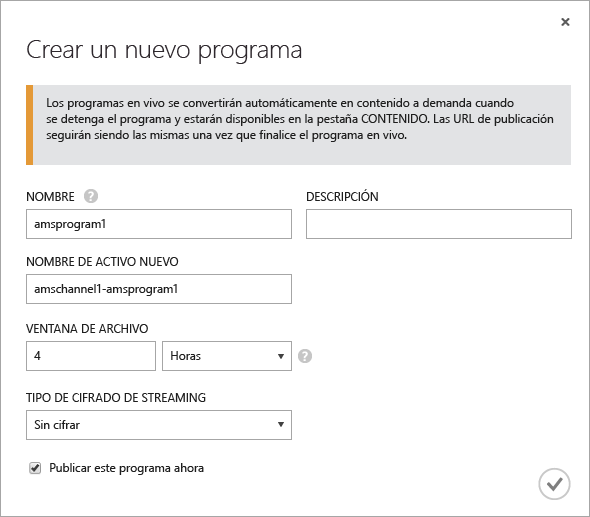 Crear un nuevo programa
Los programas en vivo se convertirán automáticamente en contenido a demanda cuando
se detenga el programa y estarán disponibles en la pestaña CONTENIDO. Las URL de publicación
seguirán siendo las mismas una vez que finalice el programa en vivo.
NOMBRE ?
DESCRIPCIÓN
amsprogram1
NOMBRE DE ACTIVO NUEVO
amschannel1-amsprogram1
VENTANA DE ARCHIVO
4 Horas ?
TIPO DE CIFRADO DE STREAMING
Sin cifrar
Publicar este programa ahora